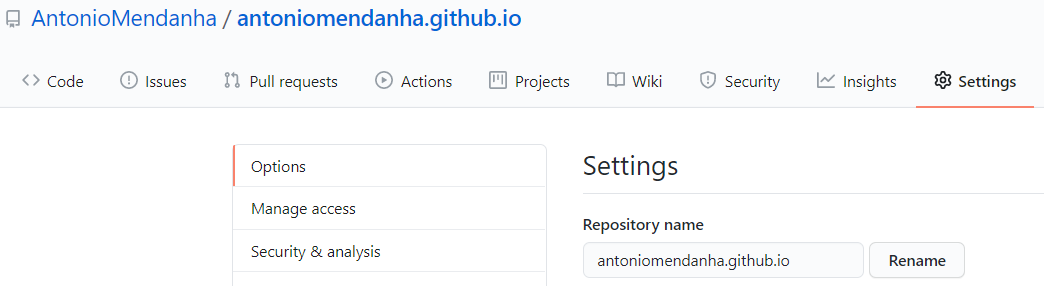 AntonioMendanha / antoniomendanha.github.io
Code Issues Pull requests Actions Projects Wiki Security Insights Settings
Options
Manage access
Security & analysis
Settings
Repository name
antoniomendanha.github.io Rename